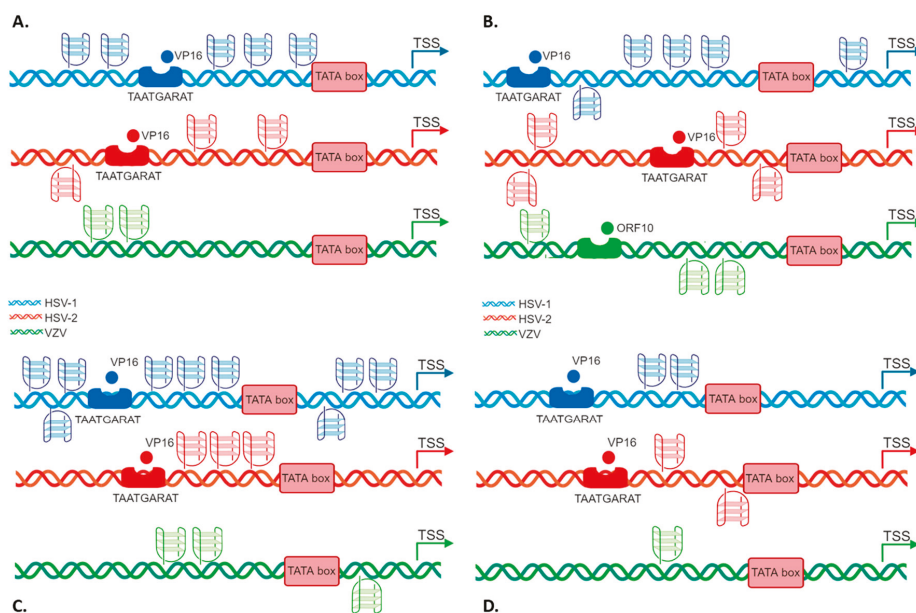 A.
B.
TSS
VP16
TATA box
TAATGARAT
TSS
VP16
TATA box
TAATGARAT
TSS
VP16
TATA box
TAATGARAT
TSS
VP16
TATA box
TAATGARAT
TSS
TATA box
TSS
ORF10
TATA box
HSV-1
HSV-2
VZV
HSV-1
HSV-2
VZV
TSS
VP16
TATA box
TAATGARAT
TSS
VP16
TATA box
TAATGARAT
TSS
VP16
TATA box
TAATGARAT
TSS
VP16
TATA box
TAATGARAT
TSS
TATA box
TSS
TATA box
C.
D.